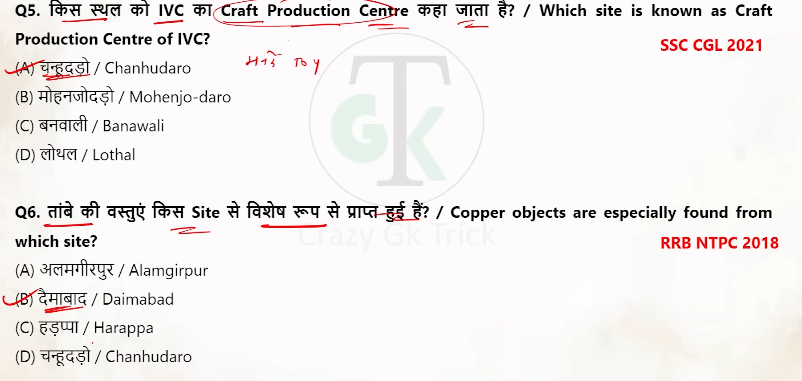 Q5. किस स्थल को IVC का Craft Production Centre कहा जाता है? / Which site is known as Craft
Production Centre of IVC?
SSC CGL 2021
(A) चन्हूदड़ो / Chanhudaro
(B) मोहनजोदड़ो / Mohenjo-daro
(C) बनवाली / Banawali
(D) लोथल / Lothal
GK
Q6. तांबे की वस्तुएं किस Site से विशेष रूप से प्राप्त हुई हैं? / Copper objects are especially found from
Crazy Gk Trick
which site?
RRB NTPC 2018
(A) अलमगीरपुर / Alamgirpur
(B) दैमाबाद / Daimabad
(C) हड़प्पा / Harappa
(D) चन्हूदड़ो / Chanhudaro